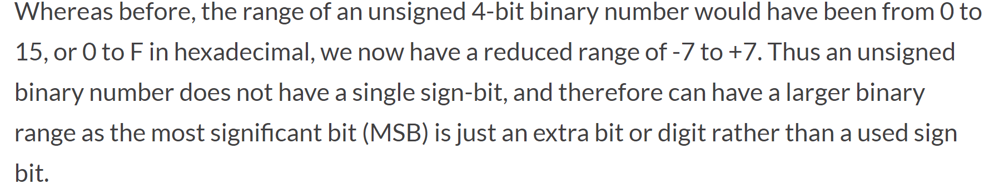 Whereas before, the range of an unsigned 4-bit binary number would have been from 0 to
15, or 0 to F in hexadecimal, we now have a reduced range of -7 to +7. Thus an unsigned
binary number does not have a single sign-bit, and therefore can have a larger binary
range as the most significant bit (MSB) is just an extra bit or digit rather than a used sign
bit.